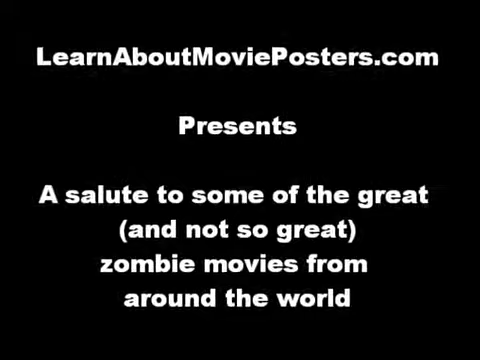 LearnAboutMoviePosters.com
Presents
A salute to some of the great
(and not so great)
zombie movies from
around the world